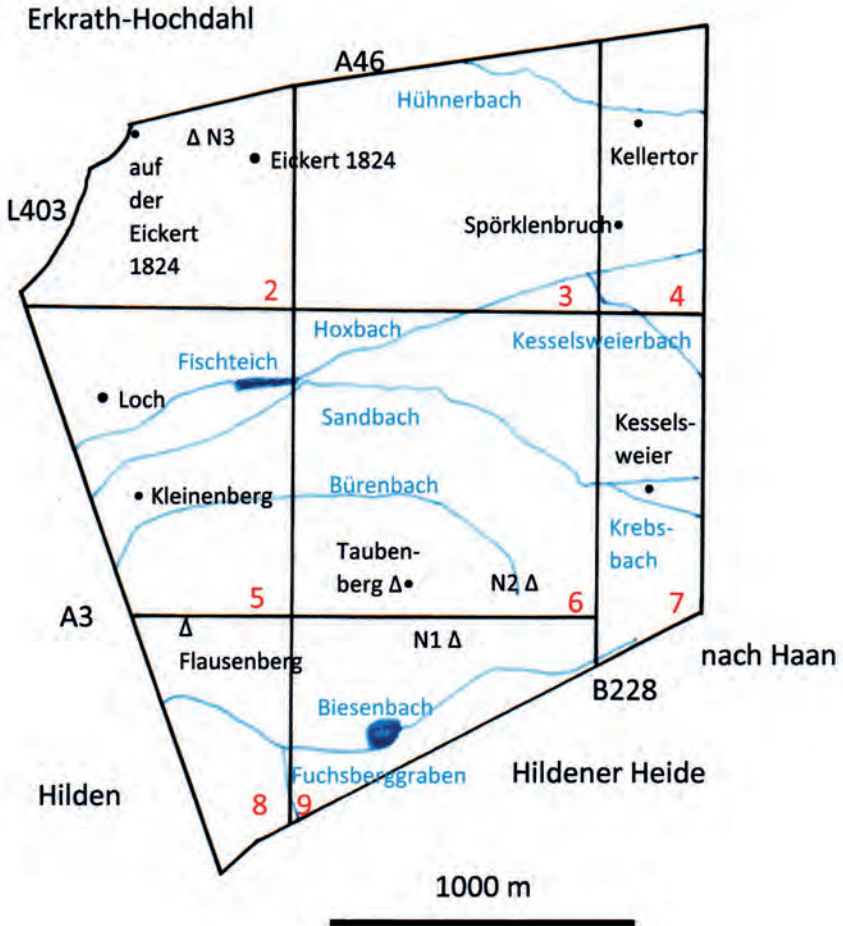 Erkrath-Hochdahl
A46
Hühnerbach
Δ N3
Eickert 1824
auf
der
Eickert
1824
Kellertor
L403
Spörklenbruch
2
3
4
Hoxbach
Kesselsweierbach
Fischteich
Loch
Sandbach
Kessels-
weier
Kleinenberg
Bürenbach
Krebs-
bach
Tauben-
berg Δ
N2 Δ
5
6
7
A3
Δ
Flausenberg
N1 Δ
nach Haan
B228
Biesenbach
Fuchsberggraben
Hildener Heide
Hilden
8
9
1000 m